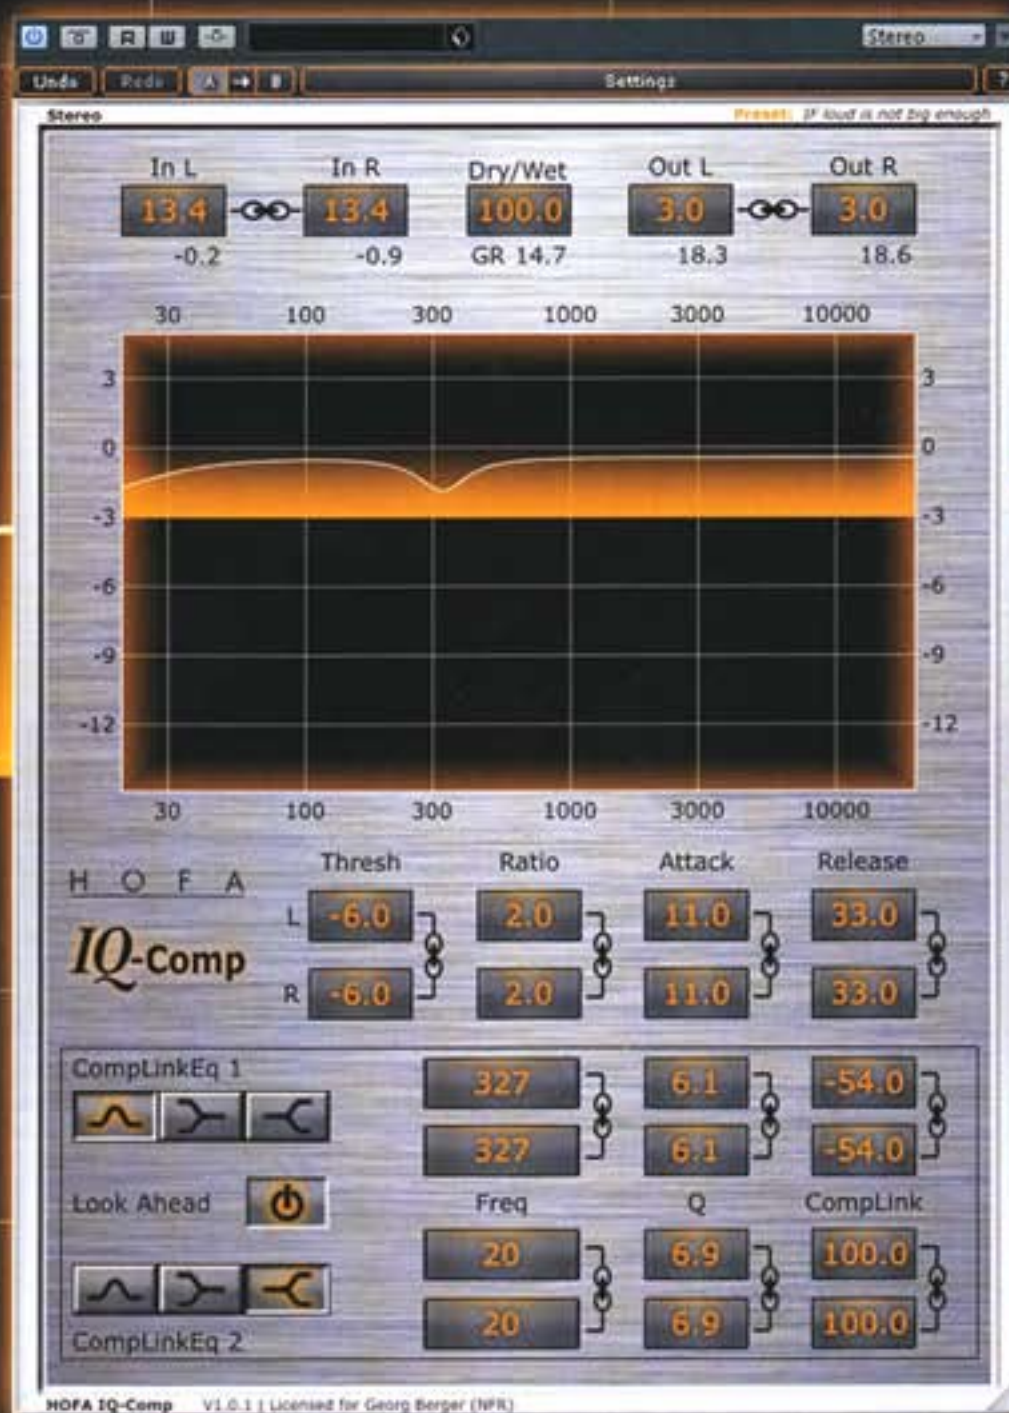 R W Stereo
Undo Redo A B Settings ?
Stereo Preset: IF loud is not big enough
In L In R Dry/Wet Out L Out R
13.4 13.4 100.0 3.0 3.0
-0.2 -0.9 GR 14.7 18.3 18.6
30 100 300 1000 3000 10000
3 3
0 0
-3 -3
-6 -6
-9 -9
-12 -12
30 100 300 1000 3000 10000
Thresh Ratio Attack Release
HOFA
IQ-Comp
L -6.0 2.0 11.0 33.0
R -6.0 2.0 11.0 33.0
CompLinkEq 1
327 6.1 -54.0
327 6.1 -54.0
Look Ahead Freq Q CompLink
20 6.9 100.0
20 6.9 100.0
CompLinkEq 2
HOFA IQ-Comp V1.0.1 | Licensed for Georg Berger (NFR)